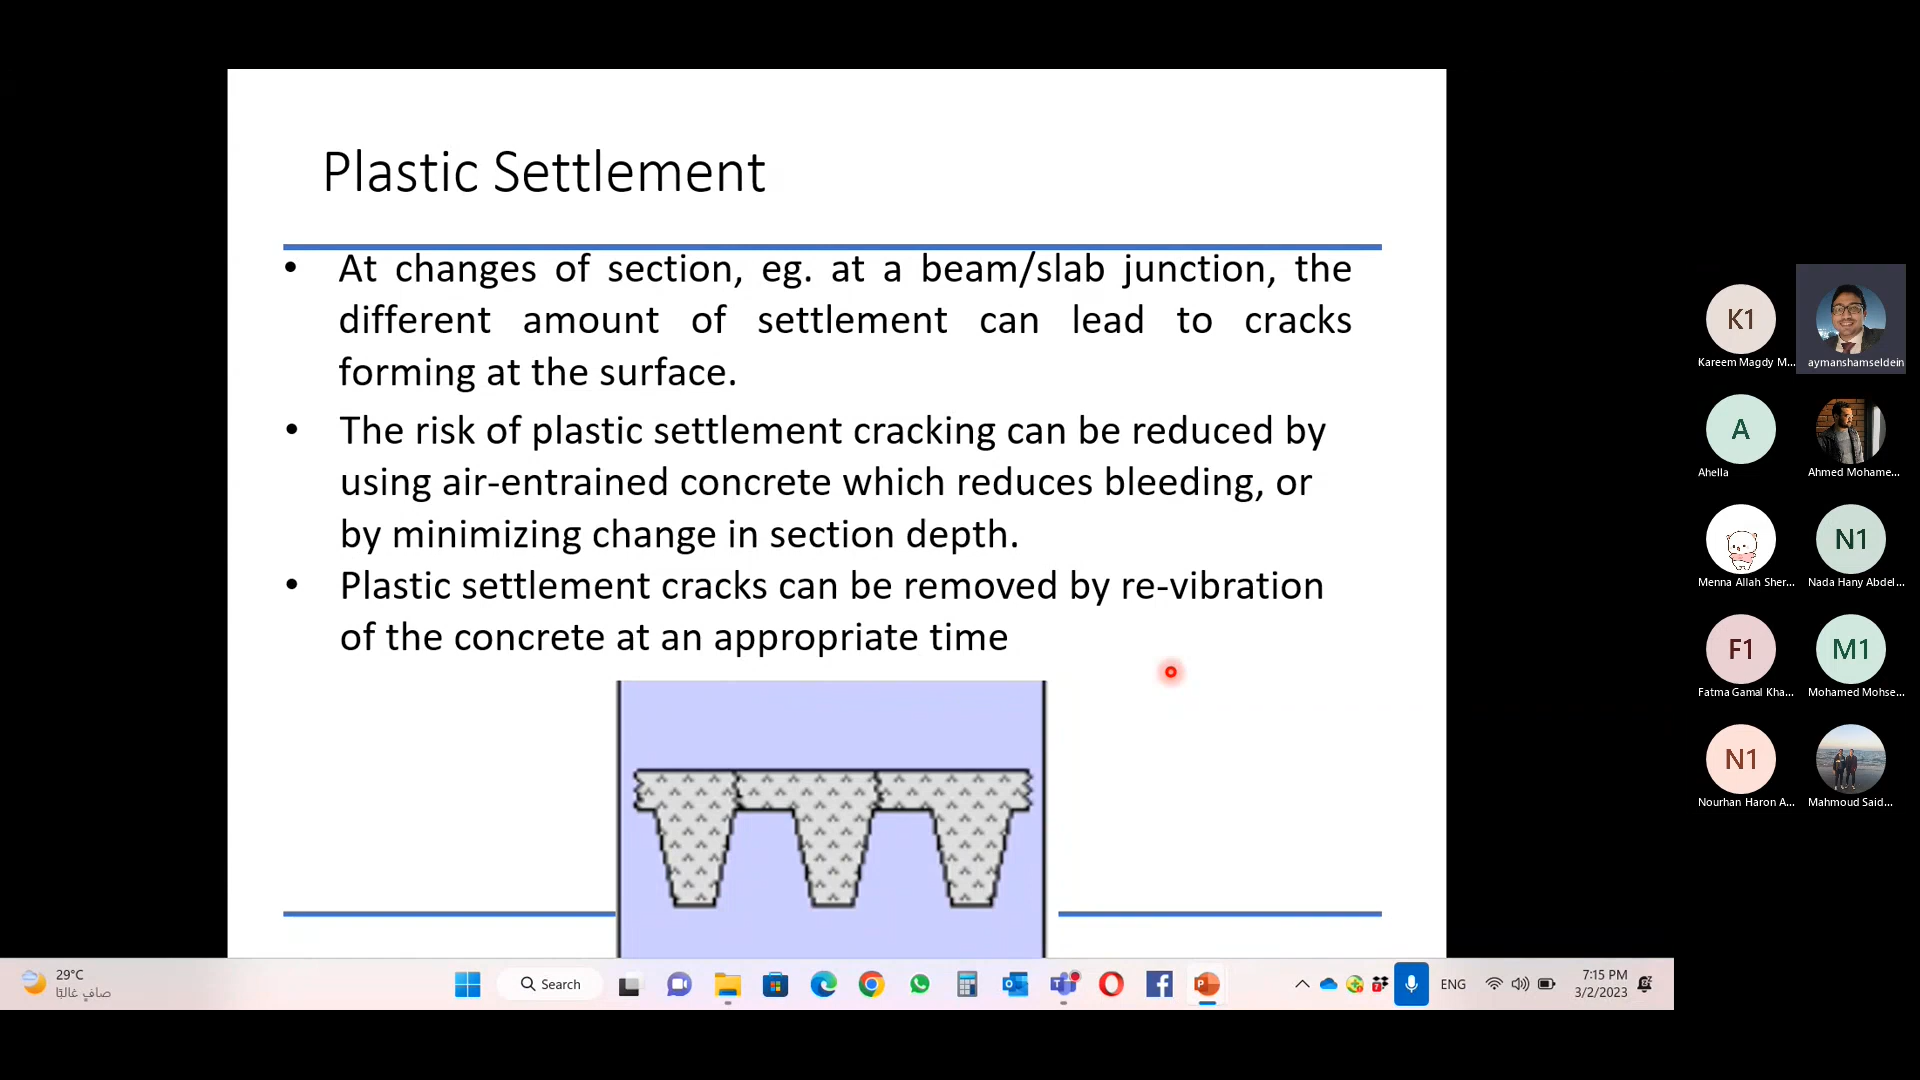 Plastic Settlement
• At changes of section, eg. at a beam/slab junction, the
different amount of settlement can lead to cracks
forming at the surface.
• The risk of plastic settlement cracking can be reduced by
using air-entrained concrete which reduces bleeding, or
by minimizing change in section depth.
• Plastic settlement cracks can be removed by re-vibration
of the concrete at an appropriate time
K1
Kareem Magdy M...
aymanshamseldein
A
Ahella
Ahmed Mohame...
Menna Allah Sher...
N1
Nada Hany Abdel...
F1
Fatma Gamal Kha...
M1
Mohamed Mohse...
N1
Nourhan Haron A...
Mahmoud Said...
29°C
صافٍ غالبًا
Search
ENG
7:15 PM
3/2/2023